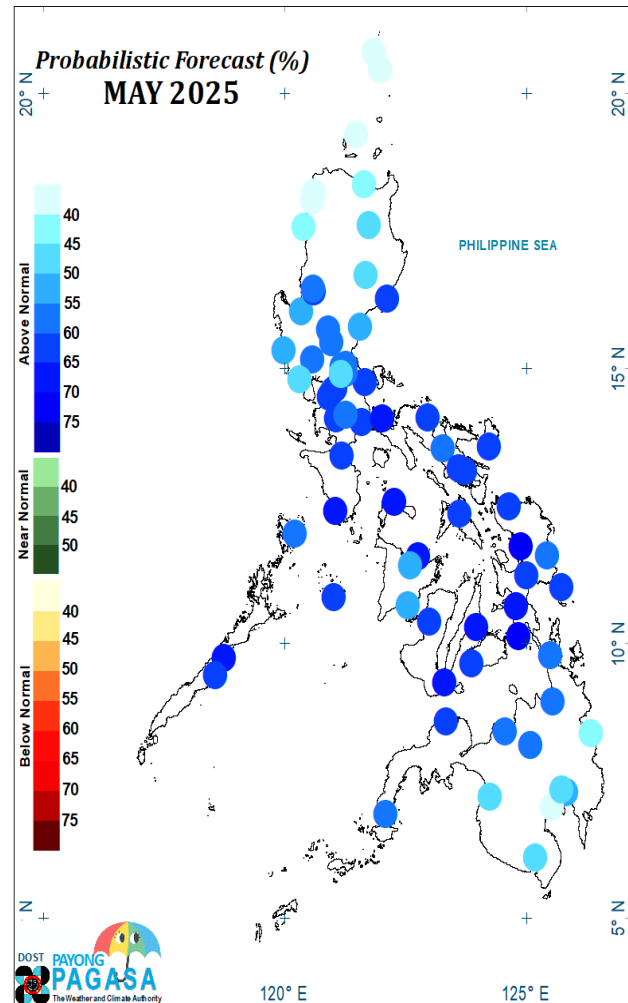 Probabilistic Forecast (%)
MAY 2025
20° N
20° N
PHILIPPINE SEA
Above Normal
40
45
50
55
60
65
70
75
15° N
Near Normal
40
45
50
10° N
Below Normal
40
45
50
55
60
65
70
75
5° N
DOST
PAYONG
PAGASA
The Weather and Climate Authority
120° E
125° E